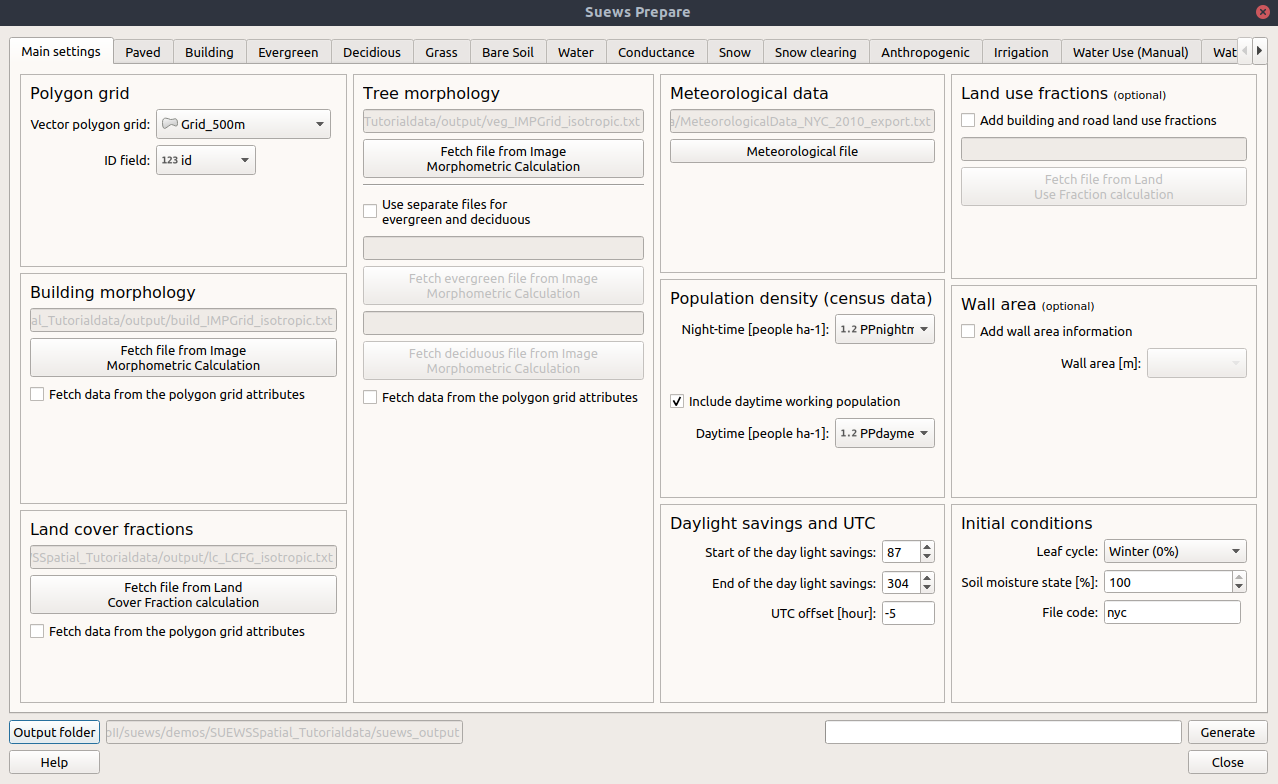 Suews Prepare
Main settings Paved Building Evergreen Decidious Grass Bare Soil Water Conductance Snow Snow clearing Anthropogenic Irrigation Water Use (Manual) Wat
Polygon grid
Vector polygon grid: Grid_500m
ID field: 123 id
Building morphology
al_Tutorialdata/output/build_IMPGrid_isotropic.txt
Fetch file from Image
Morphometric Calculation
Fetch data from the polygon grid attributes
Land cover fractions
/SSpatial_Tutorialdata/output/lc_LCFG_isotropic.txt
Fetch file from Land
Cover Fraction calculation
Fetch data from the polygon grid attributes
Tree morphology
Tutorialdata/output/veg_IMPGrid_isotropic.txt
Fetch file from Image
Morphometric Calculation
Use separate files for
evergreen and deciduous
Fetch evergreen file from Image
Morphometric Calculation
Fetch deciduous file from Image
Morphometric Calculation
Fetch data from the polygon grid attributes
Meteorological data
a/MeteorologicalData_NYC_2010_export.txt
Meteorological file
Population density (census data)
Night-time [people ha-1]: 1.2 PPnightm
Include daytime working population
Daytime [people ha-1]: 1.2 PPdayme
Daylight savings and UTC
Start of the day light savings: 87
End of the day light savings: 304
UTC offset [hour]: -5
Land use fractions (optional)
Add building and road land use fractions
Fetch file from Land
Use Fraction calculation
Wall area (optional)
Add wall area information
Wall area [m]:
Initial conditions
Leaf cycle: Winter (0%)
Soil moisture state [%]: 100
File code: nyc
Output folder oII/suews/demos/SUEWSSpatial_Tutorialdata/suews_output Generate
Help Close